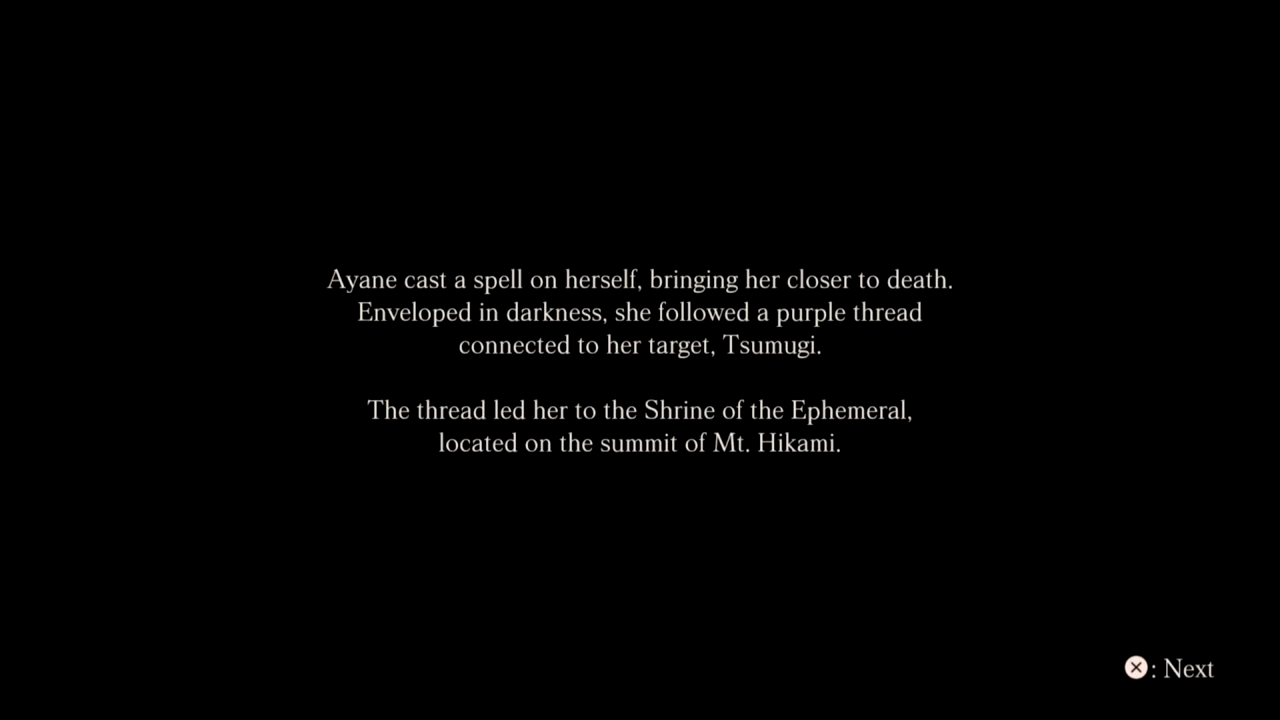 Ayane cast a spell on herself, bringing her closer to death.
Enveloped in darkness, she followed a purple thread
connected to her target, Tsumugi.
The thread led her to the Shrine of the Ephemeral,
located on the summit of Mt. Hikami.
ⓧ: Next